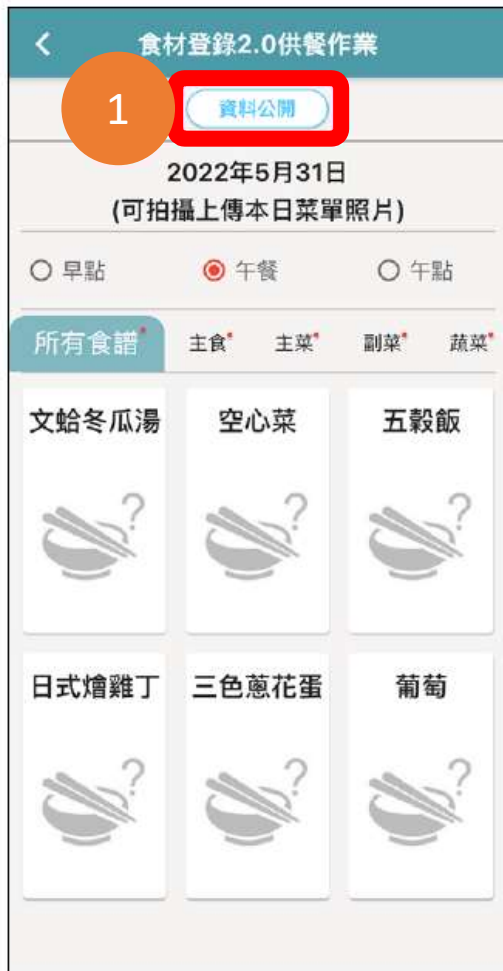 食材登錄2.0供餐作業
1
資料公開
2022年5月31日
(可拍攝上傳本日菜單照片)
早點 午餐 午點
所有食譜* 主食* 主菜* 副菜* 蔬菜*
文蛤冬瓜湯 空心菜 五穀飯
? ? ?
日式燴雞丁 三色蔥花蛋 葡萄
? ? ?